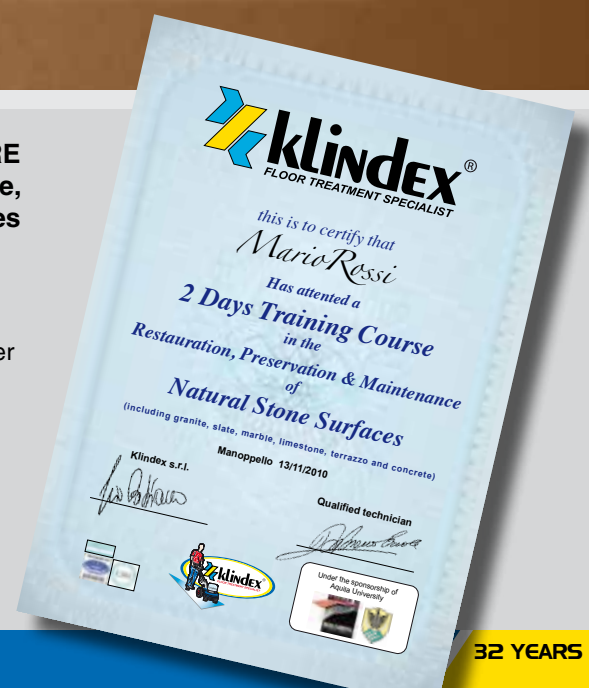 RE
e,
es
er
klindex®
FLOOR TREATMENT SPECIALIST
this is to certify that
Mario Rossi
Has attented a
2 Days Training Course
in the
Restauration, Preservation & Maintenance
of
Natural Stone Surfaces
(including granite, slate, marble, limestone, terrazzo and concrete)
Manoppello 13/11/2010
Klindex s.r.l.
Qualified technician
klindex
Under the sponsorship of
Aquila University
32 YEARS